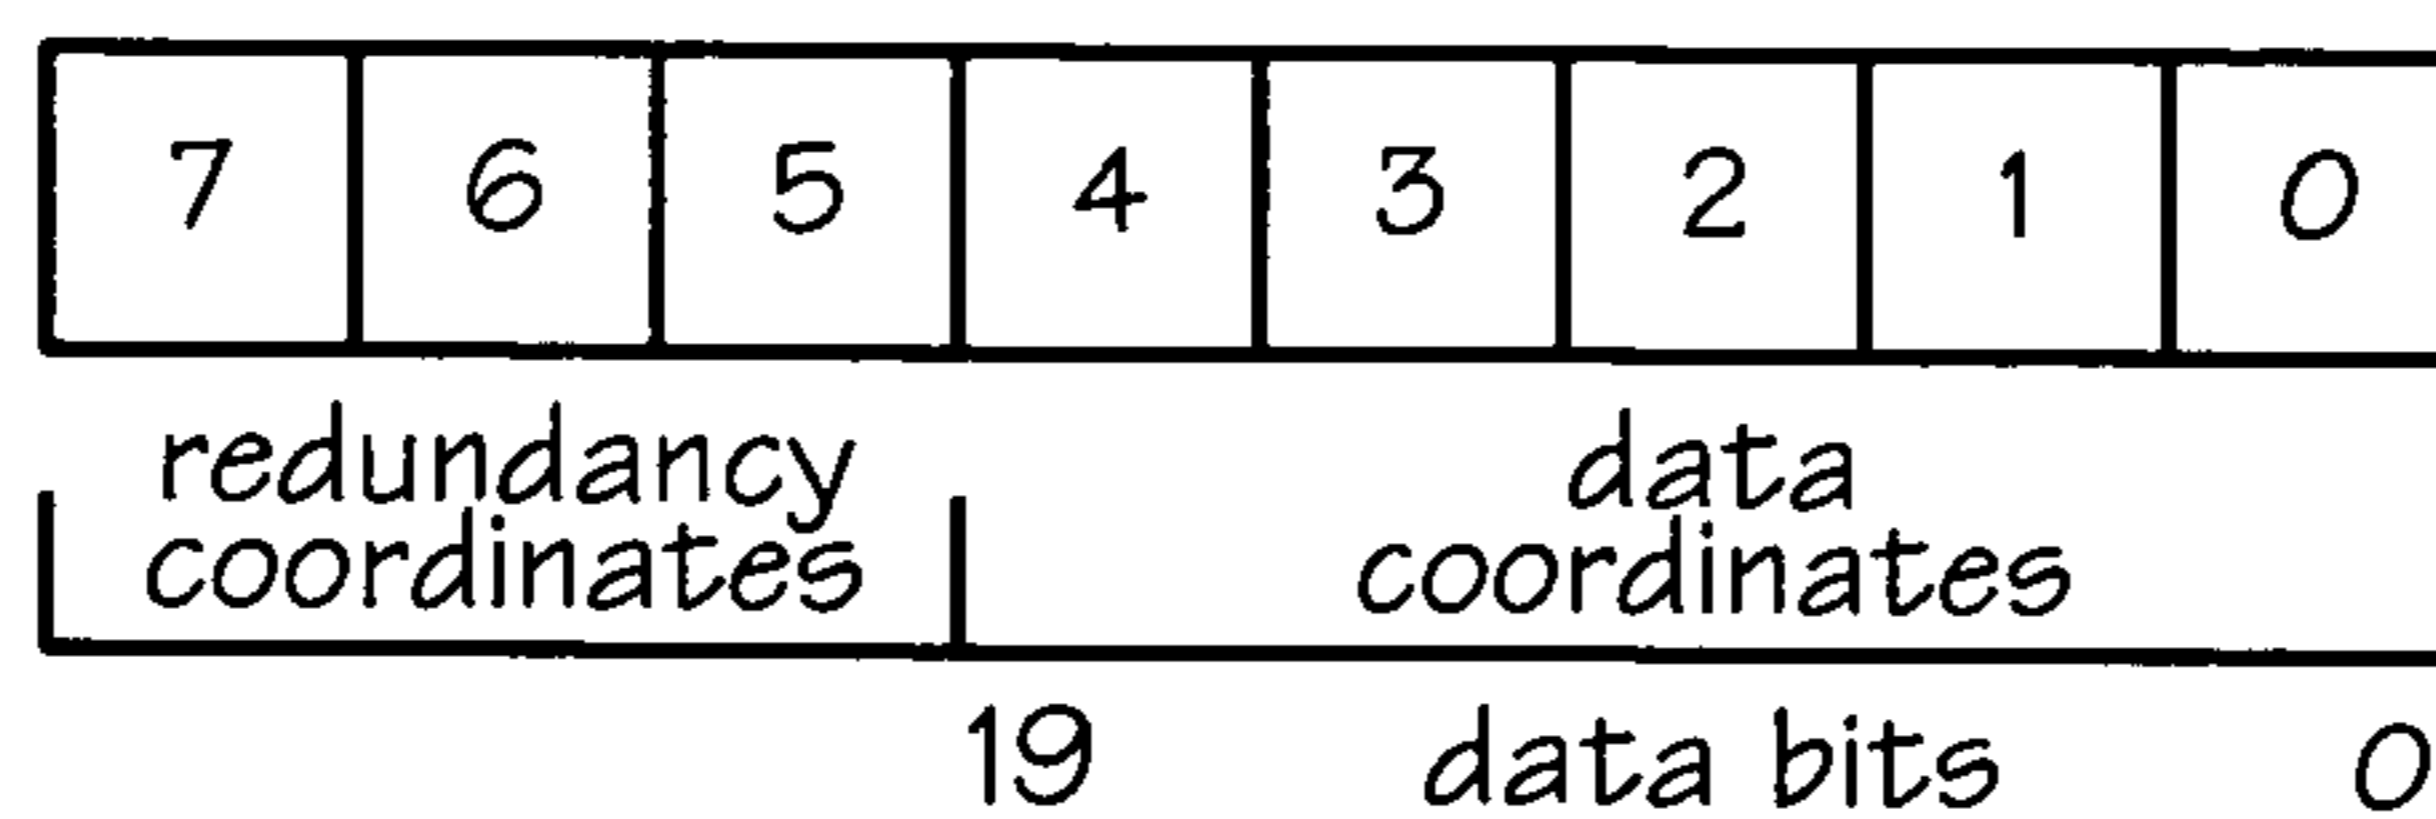 7 6 5 4 3 2 1 0
redundancy
coordinates
data
coordinates
19 data bits 0